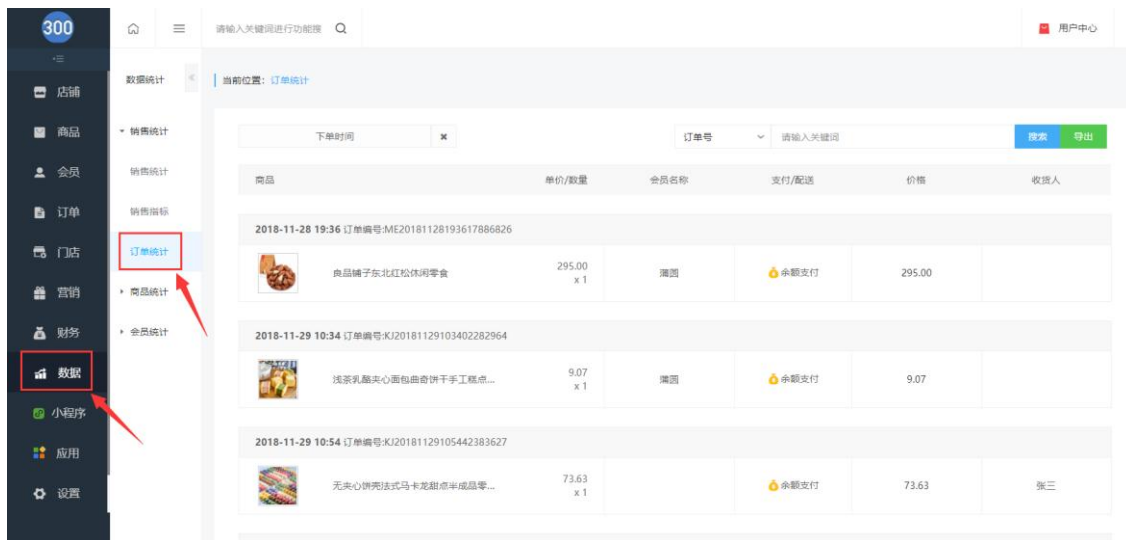 300
请输入关键词进行功能搜
用户中心
店铺
商品
会员
订单
门店
营销
财务
数据
小程序
应用
设置
数据统计
销售统计
销售统计
销售指标
订单统计
商品统计
会员统计
当前位置：订单统计
下单时间
订单号
请输入关键词
搜索
导出
商品 单价/数量 会员名称 支付/配送 价格 收货人
2018-11-28 19:36 订单编号:ME20181128193617886826
良品铺子东北红松休闲零食 295.00 x 1 蒲圆 余额支付 295.00
2018-11-29 10:34 订单编号:KJ20181129103402282964
浅茶乳酪夹心面包曲奇饼干手工糕点... 9.07 x 1 蒲圆 余额支付 9.07
2018-11-29 10:54 订单编号:KJ20181129105442383627
无夹心饼壳法式马卡龙甜点半成品零... 73.63 x 1 余额支付 73.63 张三